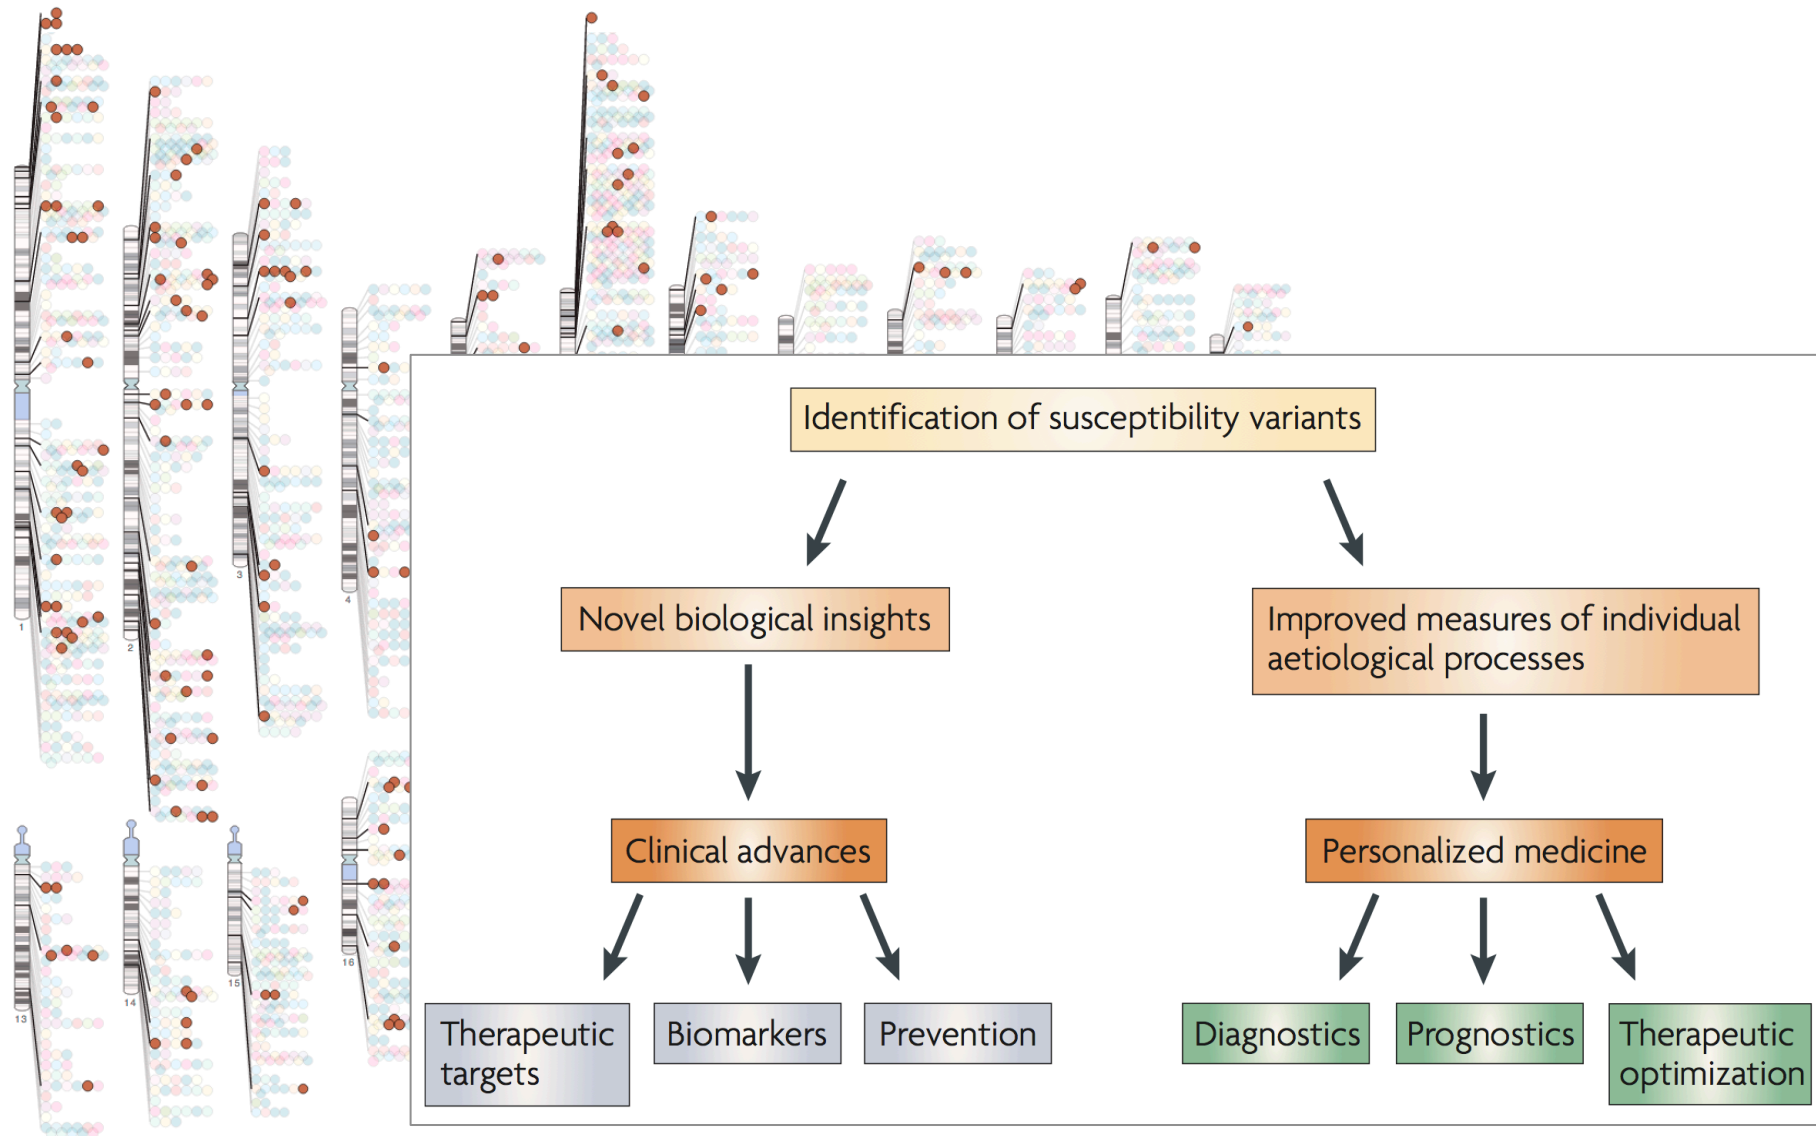 Identification of susceptibility variants
Novel biological insights
Improved measures of individual
aetiological processes
Clinical advances
Personalized medicine
Therapeutic
targets
Biomarkers
Prevention
Diagnostics
Prognostics
Therapeutic
optimization
1
2
3
4
13
14
15
16